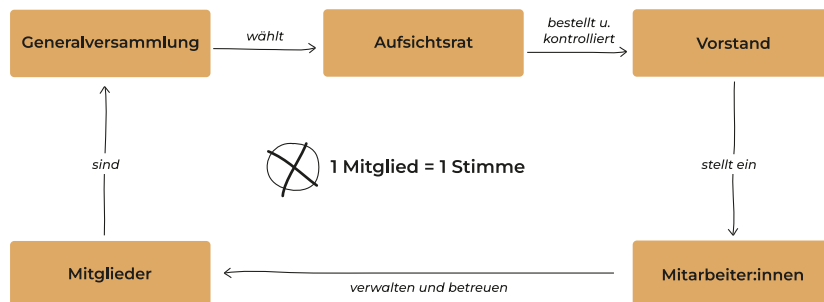 Generalversammlung
wählt
Aufsichtsrat
bestellt u.
kontrolliert
Vorstand
sind
1 Mitglied = 1 Stimme
stellt ein
Mitglieder
verwalten und betreuen
Mitarbeiter:innen